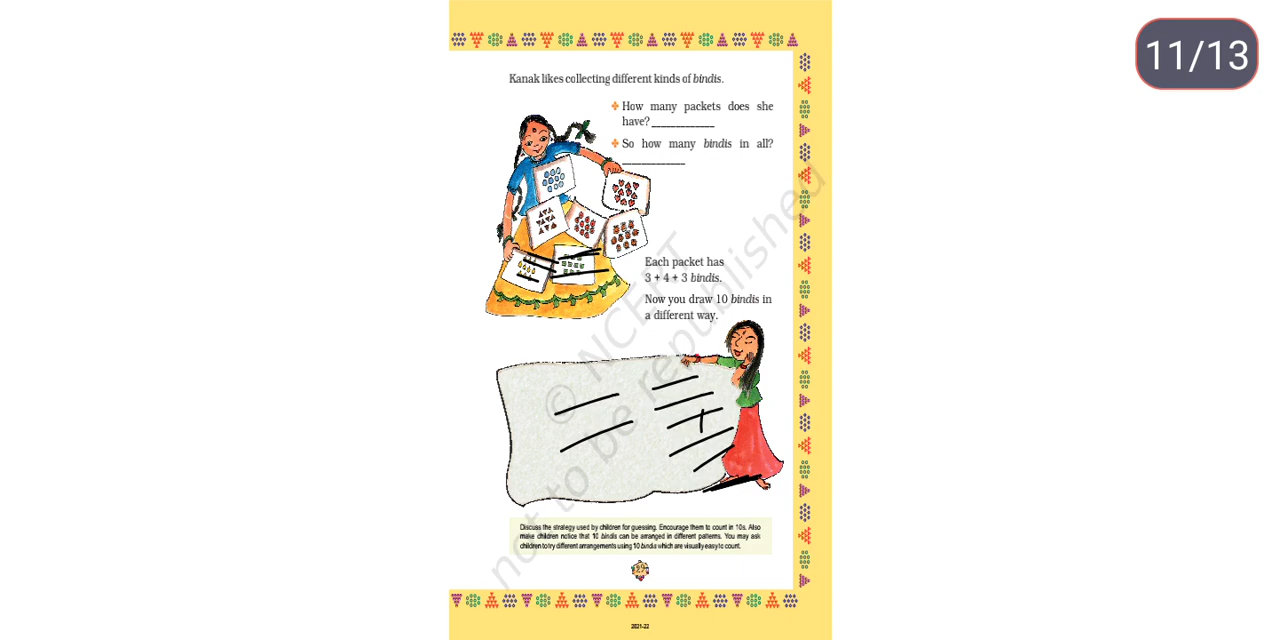 11/13
Kanak likes collecting different kinds of bindis.
How many packets does she
have? _____________
So how many bindis in all?
_____________
Each packet has
3 + 4 + 3 bindis.
Now you draw 10 bindis in
a different way.
© NCERT
not to be republished
Discuss the strategy used by children for guessing. Encourage them to count in 10s. Also
make children notice that 10 bindis can be arranged in different patterns. You may ask
children to try different arrangements using 10 bindis which are visually easy to count.
29
2021-22